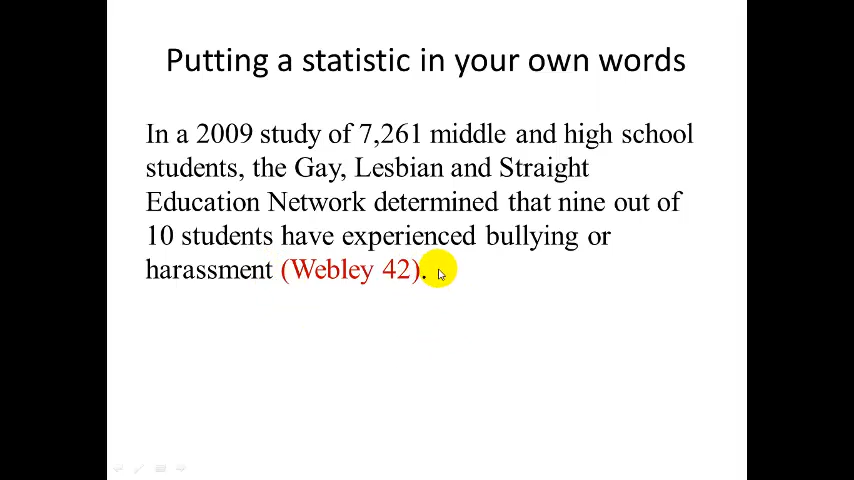 Putting a statistic in your own words
In a 2009 study of 7,261 middle and high school
students, the Gay, Lesbian and Straight
Education Network determined that nine out of
10 students have experienced bullying or
harassment (Webley 42).